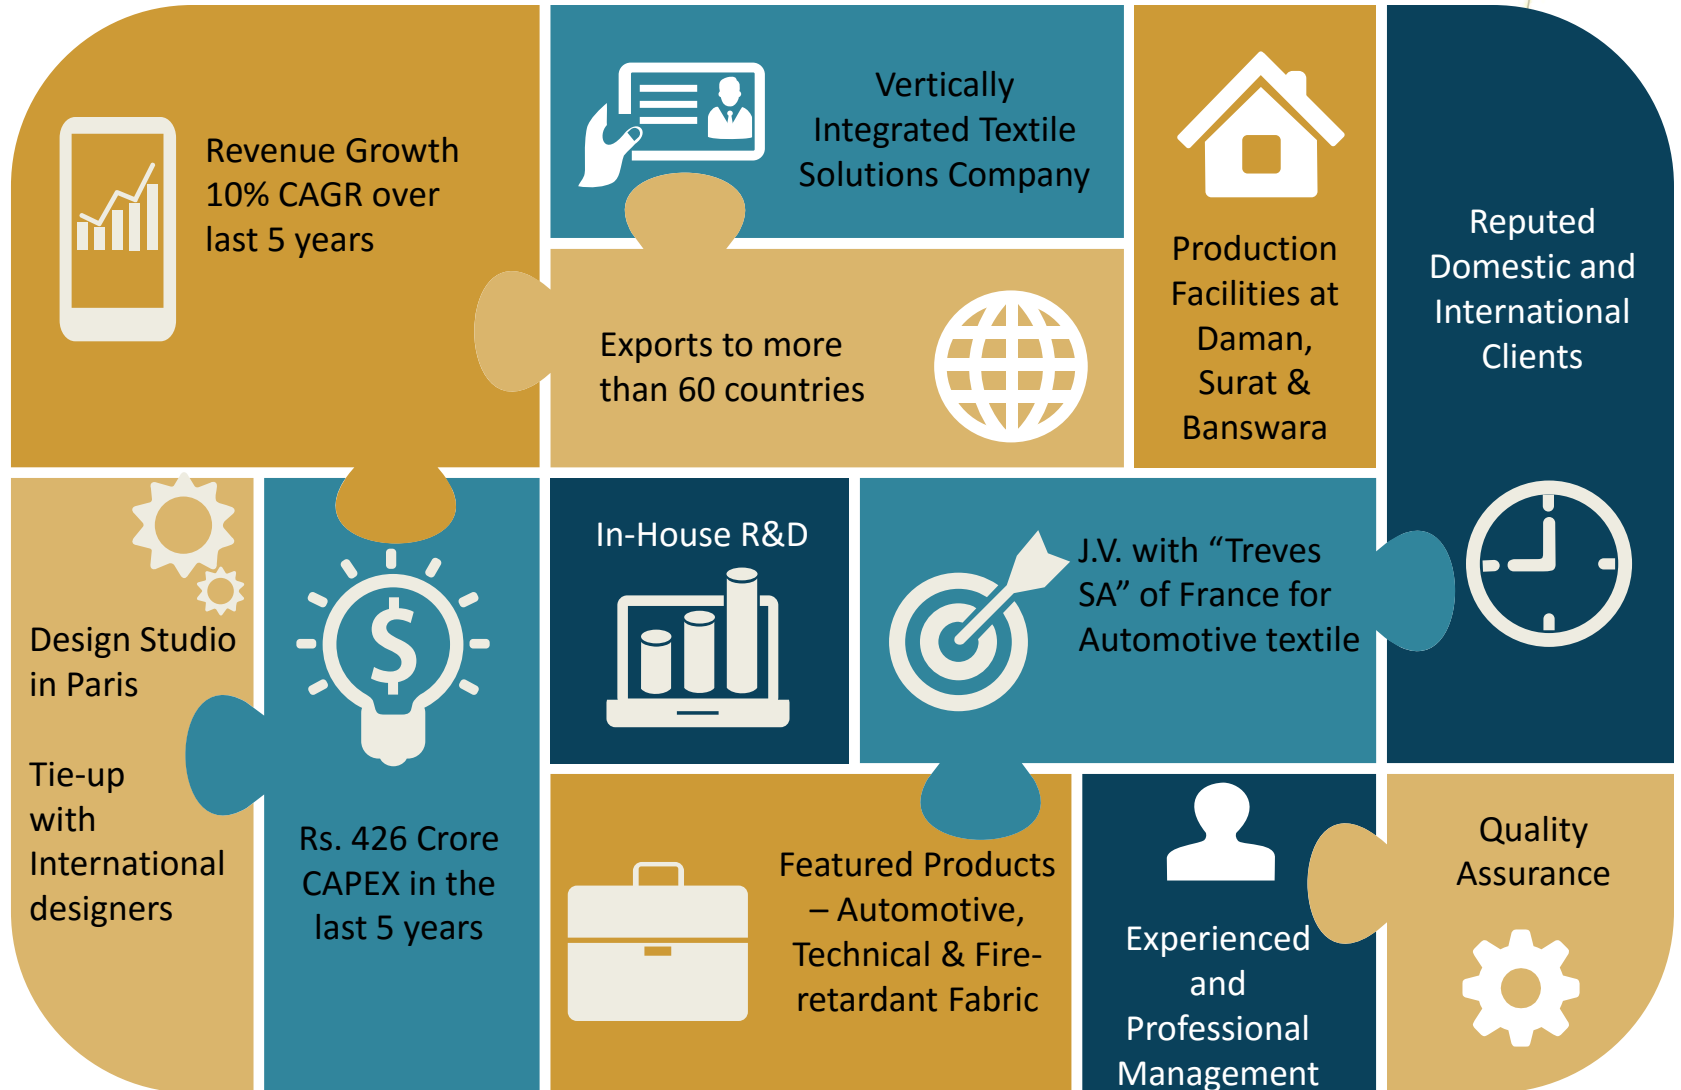 Revenue Growth
10% CAGR over
last 5 years
Vertically
Integrated Textile
Solutions Company
Exports to more
than 60 countries
Production
Facilities at
Daman,
Surat &
Banswara
Reputed
Domestic and
International
Clients
Design Studio
in Paris
Tie-up
with
International
designers
$
Rs. 426 Crore
CAPEX in the
last 5 years
In-House R&D
J.V. with “Treves
SA” of France for
Automotive textile
Featured Products
– Automotive,
Technical & Fire-
retardant Fabric
Experienced
and
Professional
Management
Quality
Assurance